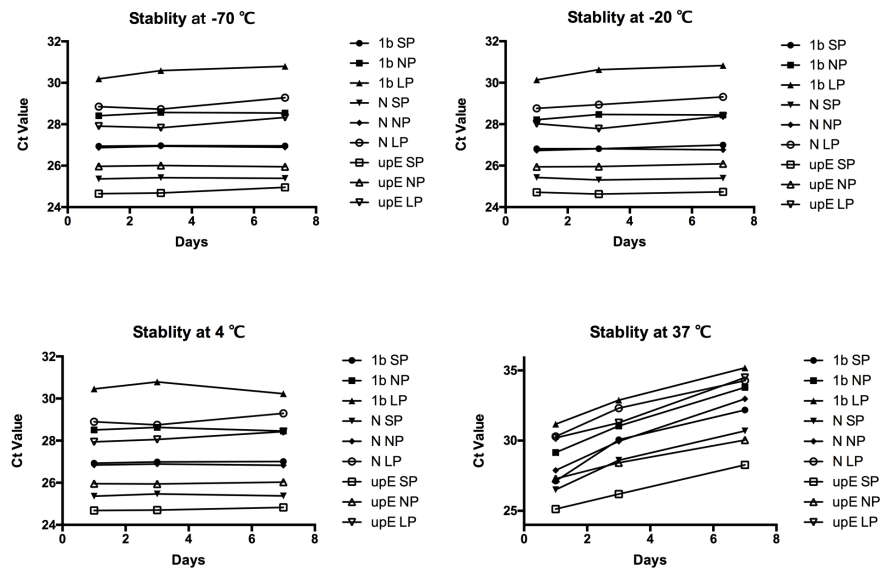 Stablity at -70 ℃
32
30
28
26
24
0
2
4
6
8
Ct Value
Days
1b SP
1b NP
1b LP
N SP
N NP
N LP
upE SP
upE NP
upE LP
Stablity at -20 ℃
32
30
28
26
24
0
2
4
6
8
Ct Value
Days
1b SP
1b NP
1b LP
N SP
N NP
N LP
upE SP
upE NP
upE LP
Stablity at 4 ℃
32
30
28
26
24
0
2
4
6
8
Ct Value
Days
1b SP
1b NP
1b LP
N SP
N NP
N LP
upE SP
upE NP
upE LP
Stablity at 37 ℃
35
30
25
0
2
4
6
8
Ct Value
Days
1b SP
1b NP
1b LP
N SP
N NP
N LP
upE SP
upE NP
upE LP